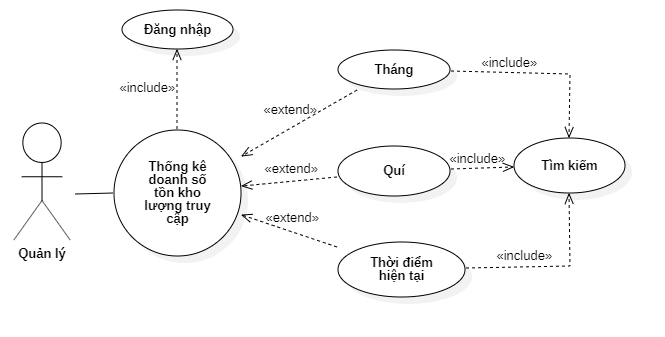 Đăng nhập
«include»
Tháng
«include»
«extend»
Thống kê
doanh số
tồn kho
lượng truy
cập
«extend»
Quí
«include»
Tìm kiếm
«extend»
Quản lý
Thời điểm
hiện tại
«include»